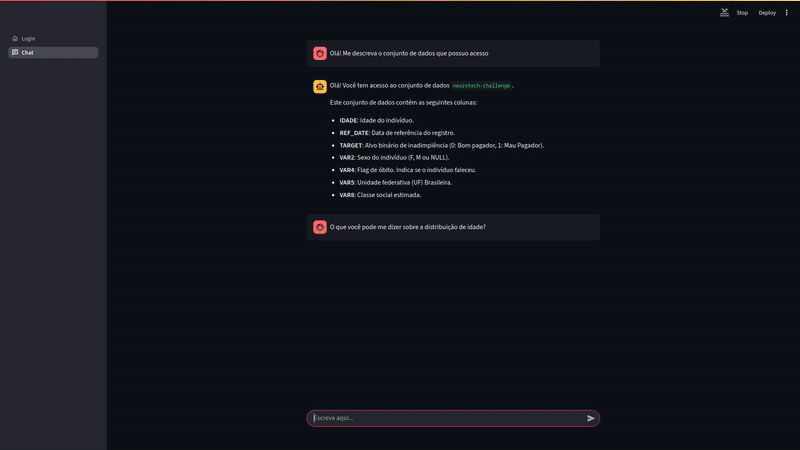 Stop Deploy
Login
Chat
Olá! Me descreva o conjunto de dados que possuo acesso
Olá! Você tem acesso ao conjunto de dados neurotech-challenge.
Este conjunto de dados contém as seguintes colunas:
IDADE: Idade do indivíduo.
REF_DATE: Data de referência do registro.
TARGET: Alvo binário de inadimplência (0: Bom pagador, 1: Mau Pagador).
VAR2: Sexo do indivíduo (F, M ou NULL).
VAR4: Flag de óbito. Indica se o indivíduo faleceu.
VAR5: Unidade federativa (UF) Brasileira.
VAR8: Classe social estimada.
O que você pode me dizer sobre a distribuição de idade?
Escreva aqui...